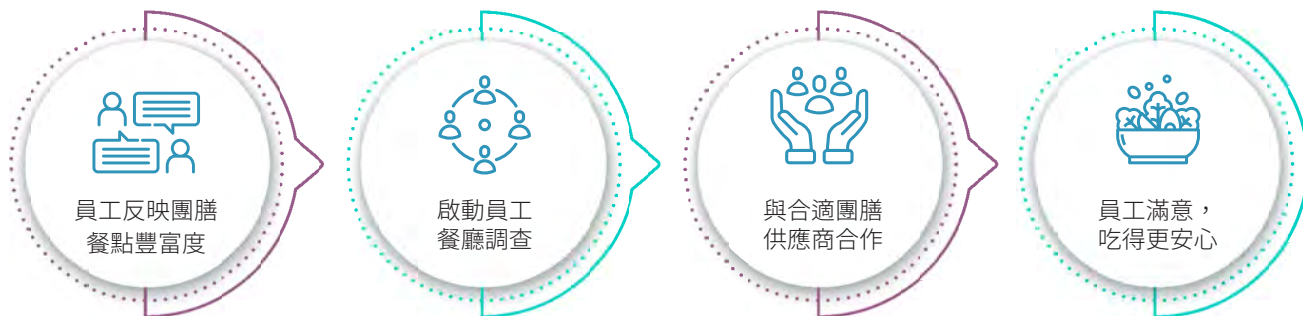 員工反映團膳
餐點豐富度
啟動員工
餐廳調查
與合適團膳
供應商合作
員工滿意，
吃得更安心